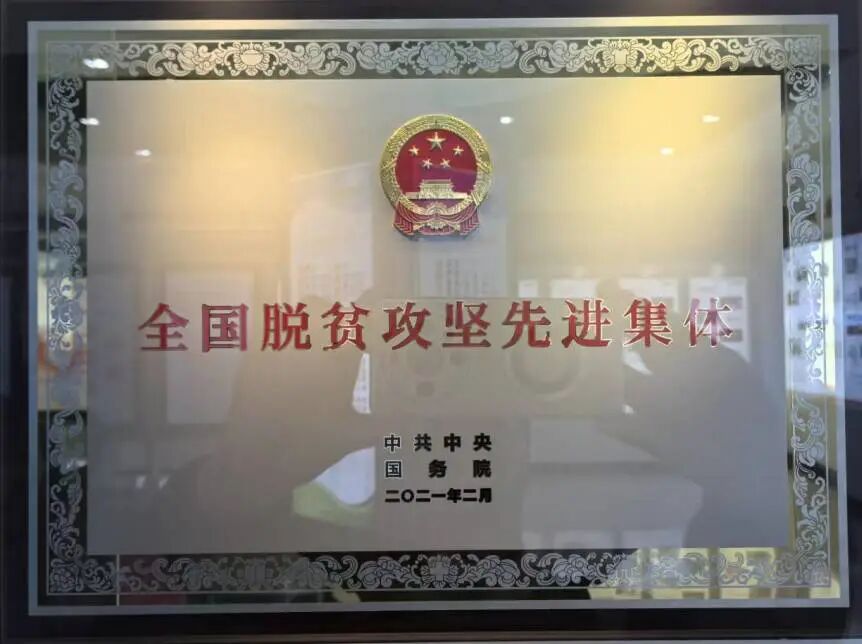 全国脱贫攻坚先进集体
中共中央
国务院
二〇二一年二月